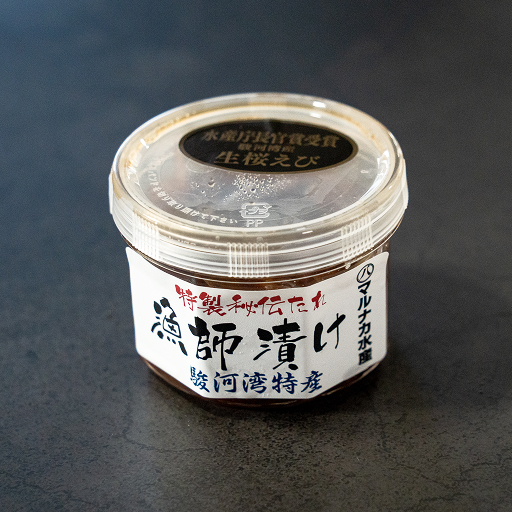 水産庁長官賞受賞
駿河湾産
生桜えび
PP
特製秘伝たれ
漁師漬け
駿河湾特産
八マルナカ水産